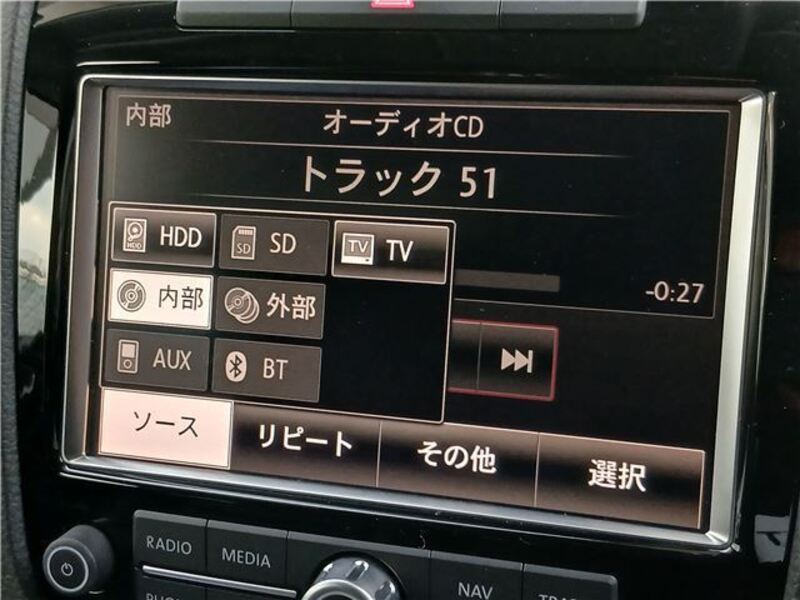 内部 オーディオCD
トラック 51
HDD SD TV
内部 外部
-0:27
AUX BT
ソース リピート その他 選択
RADIO MEDIA NAV